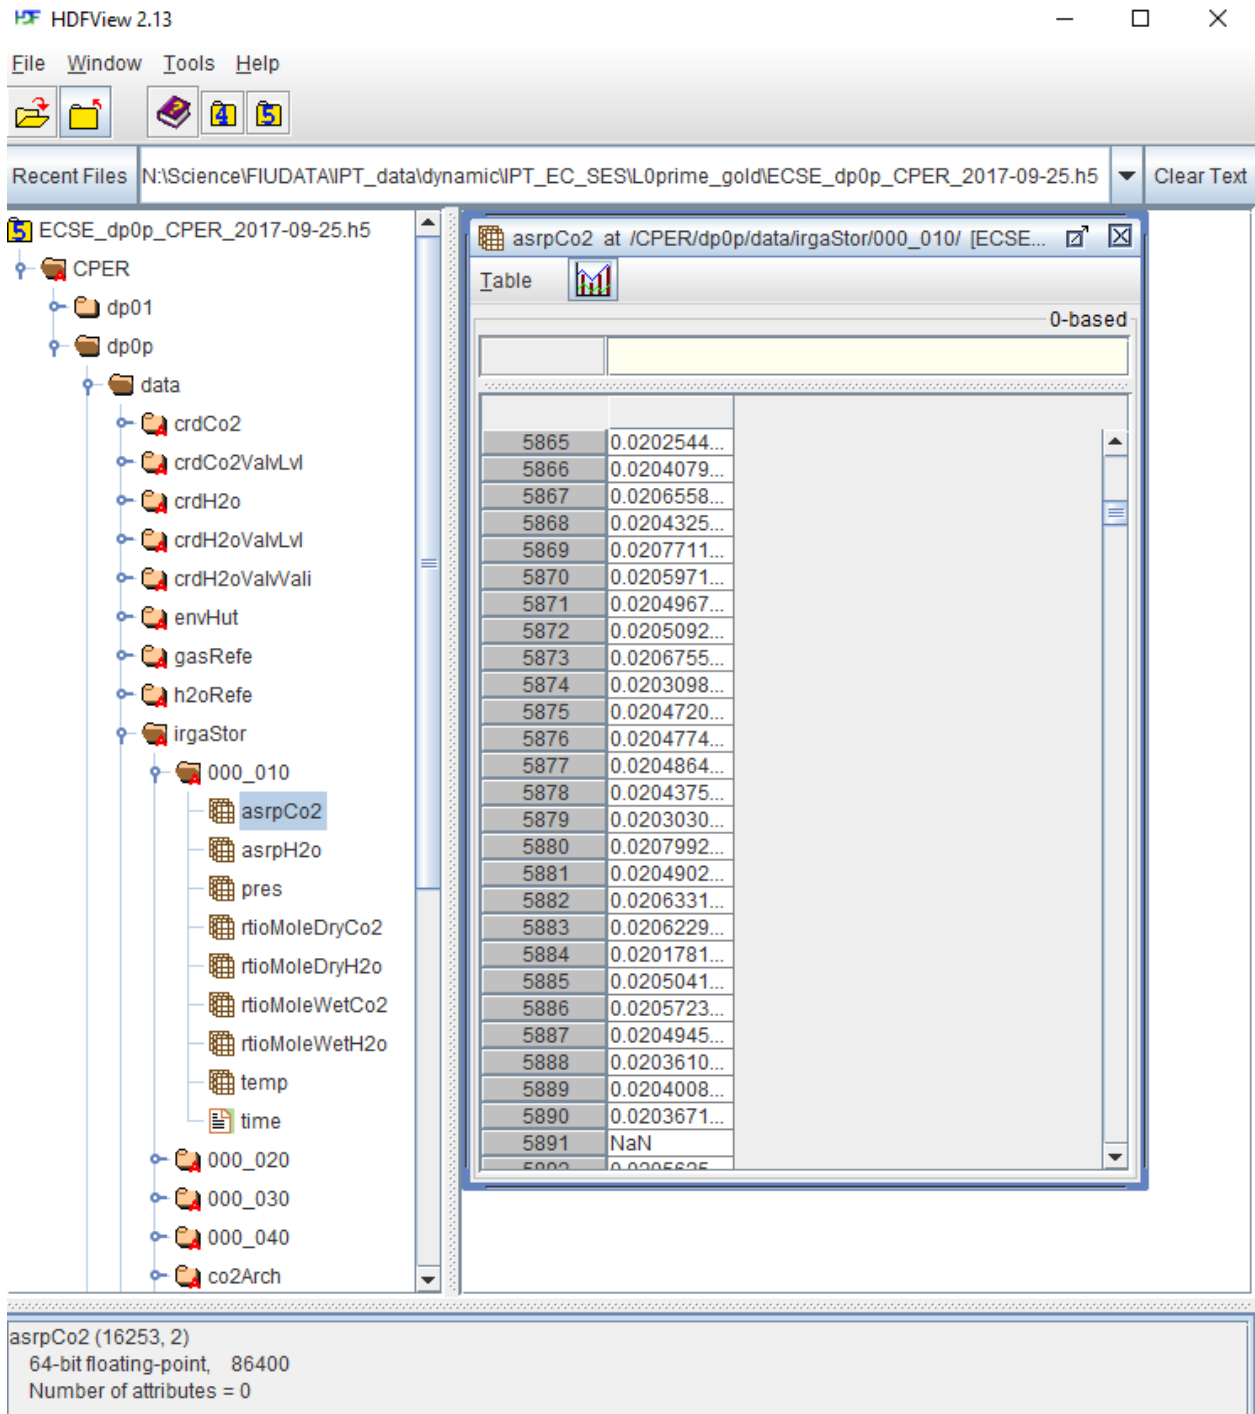 HDFView 2.13
File Window Tools Help
Recent Files N:\Science\FIUDATA\IPT_data\dynamic\IPT_EC_SES\L0prime_gold\ECSE_dp0p_CPER_2017-09-25.h5 Clear Text
ECSE_dp0p_CPER_2017-09-25.h5
CPER
dp01
dp0p
data
crdCo2
crdCo2ValvLvl
crdH2o
crdH2oValvLvl
crdH2oValvVali
envHut
gasRefe
h2oRefe
irgaStor
000_010
asrpCo2
asrpH2o
pres
rtioMoleDryCo2
rtioMoleDryH2o
rtioMoleWetCo2
rtioMoleWetH2o
temp
time
000_020
000_030
000_040
co2Arch
asrpCo2 at /CPER/dp0p/data/irgaStor/000_010/ [ECSE...
Table
0-based
5865 0.0202544...
5866 0.0204079...
5867 0.0206558...
5868 0.0204325...
5869 0.0207711...
5870 0.0205971...
5871 0.0204967...
5872 0.0205092...
5873 0.0206755...
5874 0.0203098...
5875 0.0204720...
5876 0.0204774...
5877 0.0204864...
5878 0.0204375...
5879 0.0203030...
5880 0.0207992...
5881 0.0204902...
5882 0.0206331...
5883 0.0206229...
5884 0.0201781...
5885 0.0205041...
5886 0.0205723...
5887 0.0204945...
5888 0.0203610...
5889 0.0204008...
5890 0.0203671...
5891 NaN
asrpCo2 (16253, 2)
64-bit floating-point, 86400
Number of attributes = 0